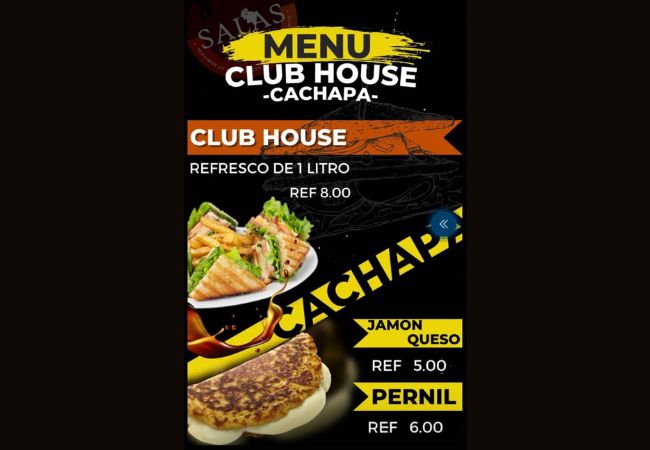 SALAS
MENU
CLUB HOUSE
-CACHAPA-
CLUB HOUSE
REFRESCO DE 1 LITRO
REF 8.00
CACHAPA
JAMON
QUESO
REF 5.00
PERNIL
REF 6.00